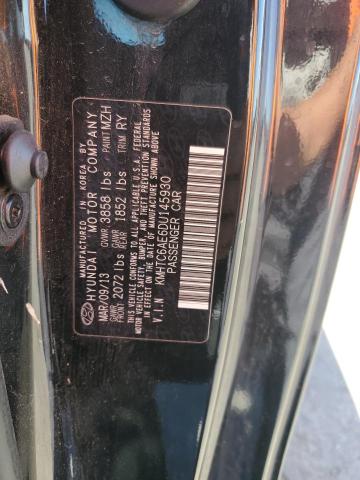 MANUFACTURED IN KOREA BY
HYUNDAI MOTOR COMPANY
MAR/09/13 GVWR: 3858 lbs PAINT MZH
GAWR FRON 2072 lbs GAWR REAR 1852 lbs TRIM RY
THIS VEHICLE CONFORMS TO ALL APPLICABLE U.S.A. FEDERAL
MOTOR VEHICLE SAFETY, BUMPER, AND THEFT PREVENTION STANDARDS
IN EFFECT ON THE DATE OF MANUFACTURE SHOWN ABOVE
V.I.N KMHTC6AE6DU145930
PASSENGER CAR